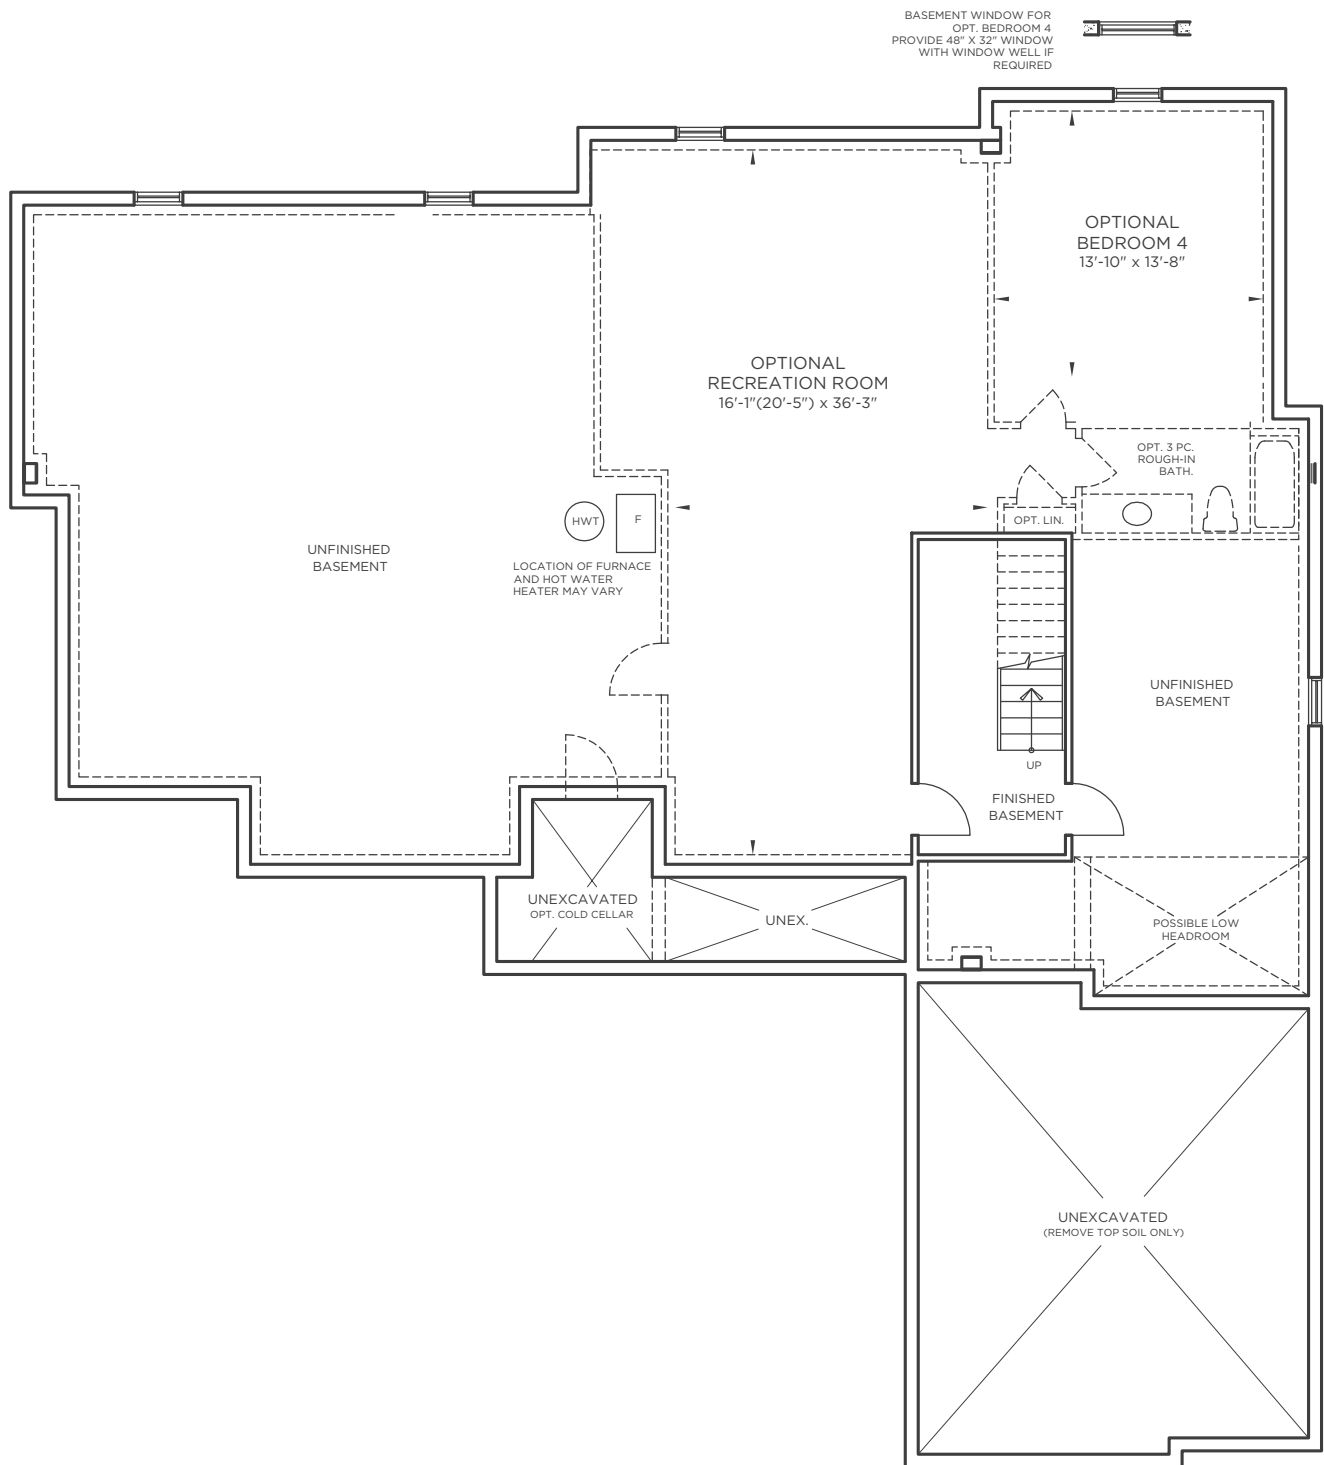 BASEMENT WINDOW FOR
OPT. BEDROOM 4
PROVIDE 48" X 32" WINDOW
WITH WINDOW WELL IF
REQUIRED
OPTIONAL
BEDROOM 4
13'-10" x 13'-8"
OPTIONAL
RECREATION ROOM
16'-1"(20'-5") x 36'-3"
OPT. 3 PC.
ROUGH-IN
BATH.
OPT. LIN.
HWT
F
LOCATION OF FURNACE
AND HOT WATER
HEATER MAY VARY
UNFINISHED
BASEMENT
UNFINISHED
BASEMENT
UP
FINISHED
BASEMENT
UNEXCAVATED
OPT. COLD CELLAR
UNEX.
POSSIBLE LOW
HEADROOM
UNEXCAVATED
(REMOVE TOP SOIL ONLY)